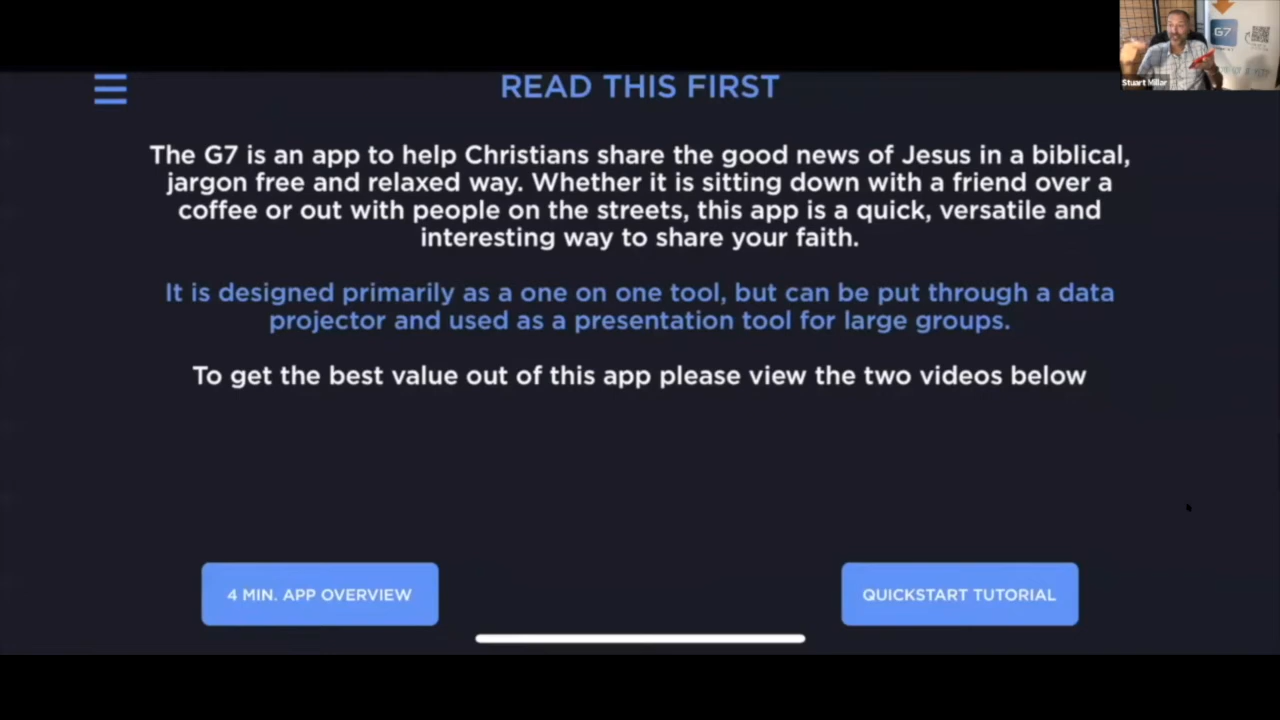 READ THIS FIRST
The G7 is an app to help Christians share the good news of Jesus in a biblical,
jargon free and relaxed way. Whether it is sitting down with a friend over a
coffee or out with people on the streets, this app is a quick, versatile and
interesting way to share your faith.
It is designed primarily as a one on one tool, but can be put through a data
projector and used as a presentation tool for large groups.
To get the best value out of this app please view the two videos below
4 MIN. APP OVERVIEW
QUICKSTART TUTORIAL
G7
Stuart Millar